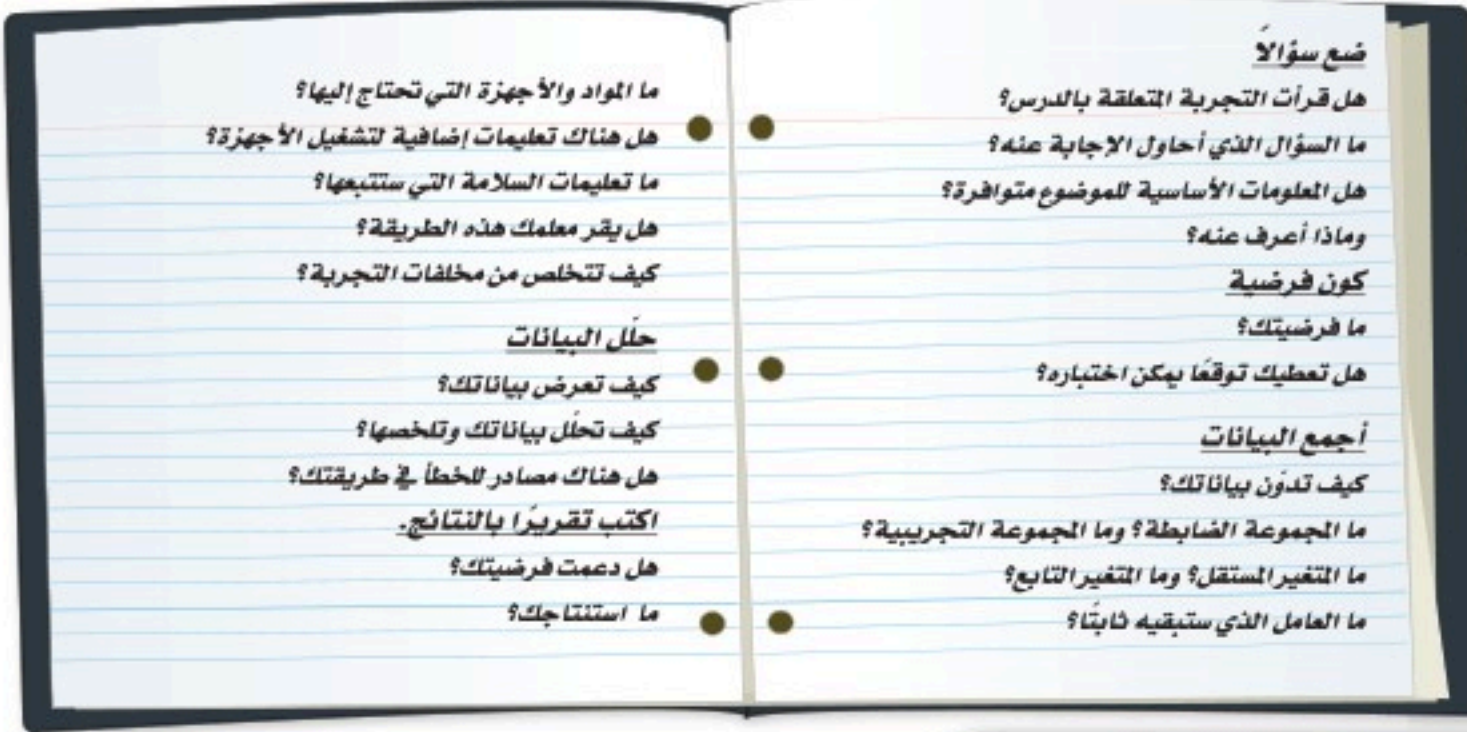 ضع سؤالاً
هل قرأت التجربة المتعلقة بالدرس؟
ما السؤال الذي أحاول الإجابة عنه؟
هل المعلومات الأساسية للموضوع متوافرة؟
وماذا أعرف عنه؟
كون فرضية
ما فرضيتك؟
هل تعطيك توقعًا يمكن اختباره؟
أجمع البيانات
كيف تدوّن بياناتك؟
ما المجموعة الضابطة؟ وما المجموعة التجريبية؟
ما المتغير المستقل؟ وما المتغير التابع؟
ما العامل الذي ستبقيه ثابتًا؟
ما المواد والأجهزة التي تحتاج إليها؟
هل هناك تعليمات إضافية لتشغيل الأجهزة؟
ما تعليمات السلامة التي ستتبعها؟
هل يقر معلمك هذه الطريقة؟
كيف تتخلص من مخلفات التجربة؟
حلّل البيانات
كيف تعرض بياناتك؟
كيف تحلّل بياناتك وتلخصها؟
هل هناك مصادر للخطأ في طريقتك؟
اكتب تقريرًا بالنتائج.
هل دعمت فرضيتك؟
ما استنتاجك؟